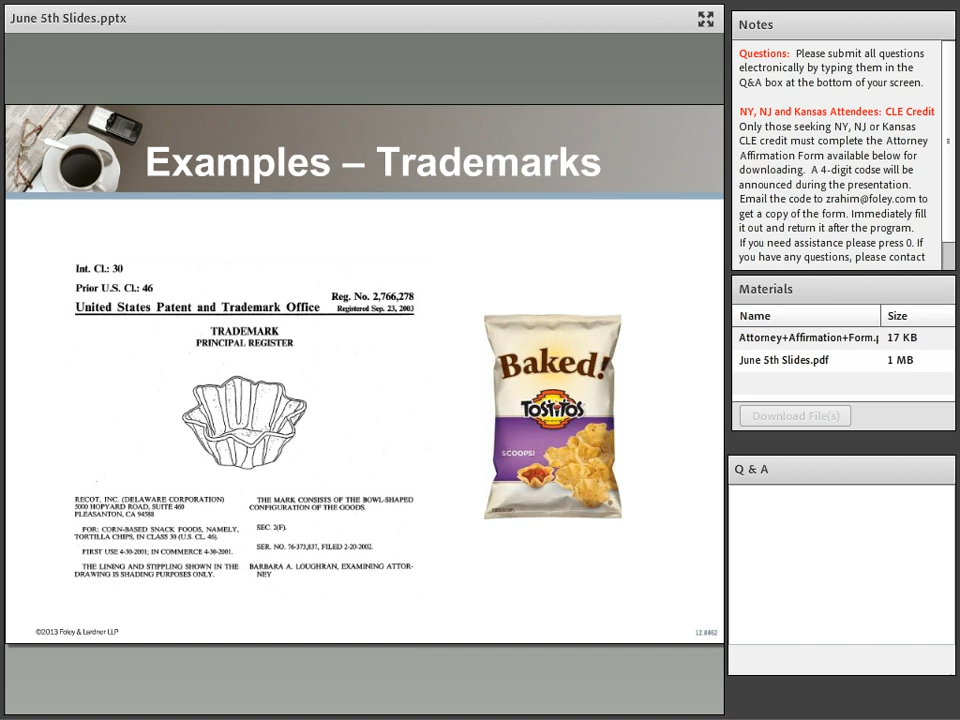 June 5th Slides.pptx
Examples – Trademarks
Int. Cl.: 30
Prior U.S. Cl.: 46
Reg. No. 2,766,278
United States Patent and Trademark Office
Registered Sep. 23, 2003
TRADEMARK
PRINCIPAL REGISTER
RECOT, INC. (DELAWARE CORPORATION)
5000 HOPYARD ROAD, SUITE 460
PLEASANTON, CA 94588
FOR: CORN-BASED SNACK FOODS, NAMELY,
TORTILLA CHIPS, IN CLASS 30 (U.S. CL. 46).
FIRST USE 4-30-2001; IN COMMERCE 4-30-2001.
THE LINING AND STIPPLING SHOWN IN THE
DRAWING IS SHADING PURPOSES ONLY.
THE MARK CONSISTS OF THE BOWL-SHAPED
CONFIGURATION OF THE GOODS.
SEC. 2(F).
SER. NO. 76-373,837, FILED 2-20-2002.
BARBARA A. LOUGHRAN, EXAMINING ATTOR-
NEY
Baked!
TOSTITOS
SCOOPS!
©2013 Foley & Lardner LLP
12.8462
Notes
Questions: Please submit all questions
electronically by typing them in the
Q&A box at the bottom of your screen.
NY, NJ and Kansas Attendees: CLE Credit
Only those seeking NY, NJ or Kansas
CLE credit must complete the Attorney
Affirmation Form available below for
downloading. A 4-digit codse will be
announced during the presentation.
Email the code to zrahim@foley.com to
get a copy of the form. Immediately fill
it out and return it after the program.
If you need assistance please press 0. If
you have any questions, please contact
Materials
Name Size
Attorney+Affirmation+Form.p 17 KB
June 5th Slides.pdf 1 MB
Download File(s)
Q & A